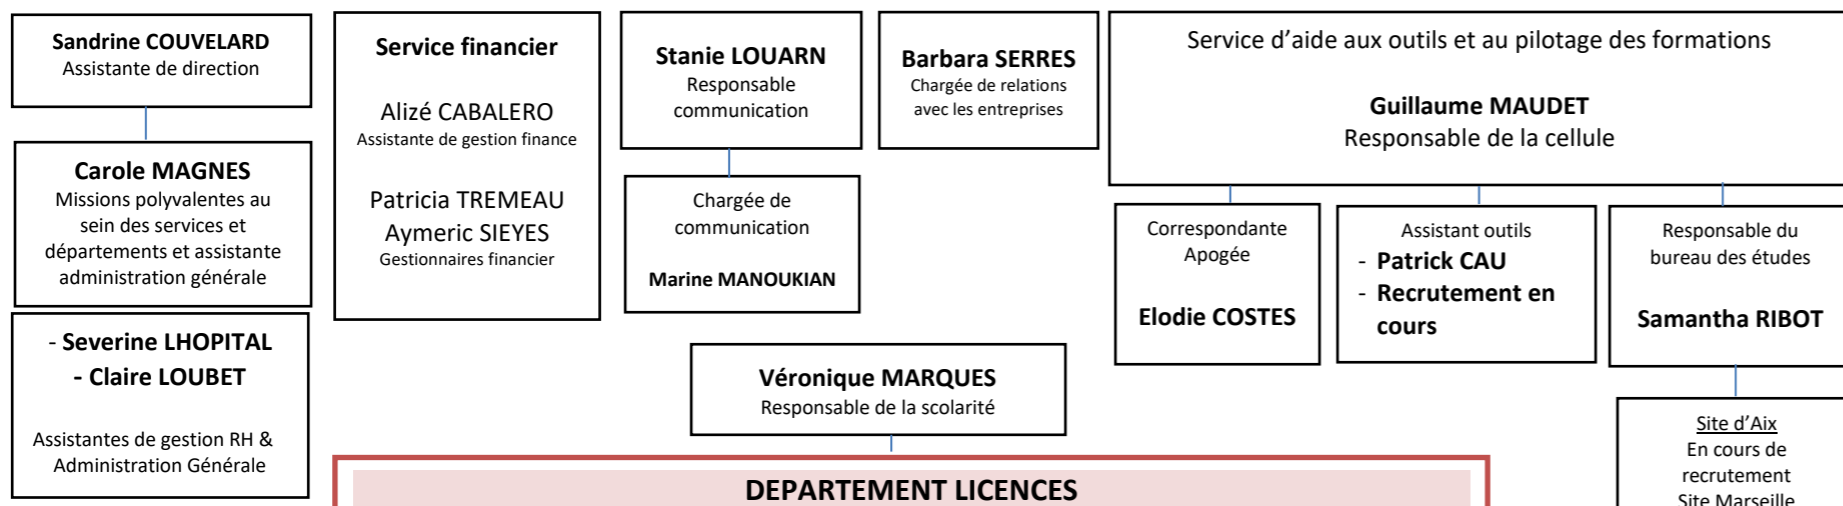 Sandrine COUVELARD
Assistante de direction
Carole MAGNES
Missions polyvalentes au
sein des services et
départements et assistante
administration générale
- Severine LHOPITAL
- Claire LOUBET
Assistantes de gestion RH &
Administration Générale
Service financier
Alizé CABALERO
Assistante de gestion finance
Patricia TREMEAU
Aymeric SIEYES
Gestionnaires financier
Stanie LOUARN
Responsable
communication
Chargée de
communication
Marine MANOUKIAN
Barbara SERRES
Chargée de relations
avec les entreprises
Service d’aide aux outils et au pilotage des formations
Guillaume MAUDET
Responsable de la cellule
Correspondante
Apogée
Elodie COSTES
Assistant outils
- Patrick CAU
- Recrutement en
cours
Responsable du
bureau des études
Samantha RIBOT
Site d’Aix
En cours de
recrutement
Site Marseille
Véronique MARQUES
Responsable de la scolarité
DEPARTEMENT LICENCES